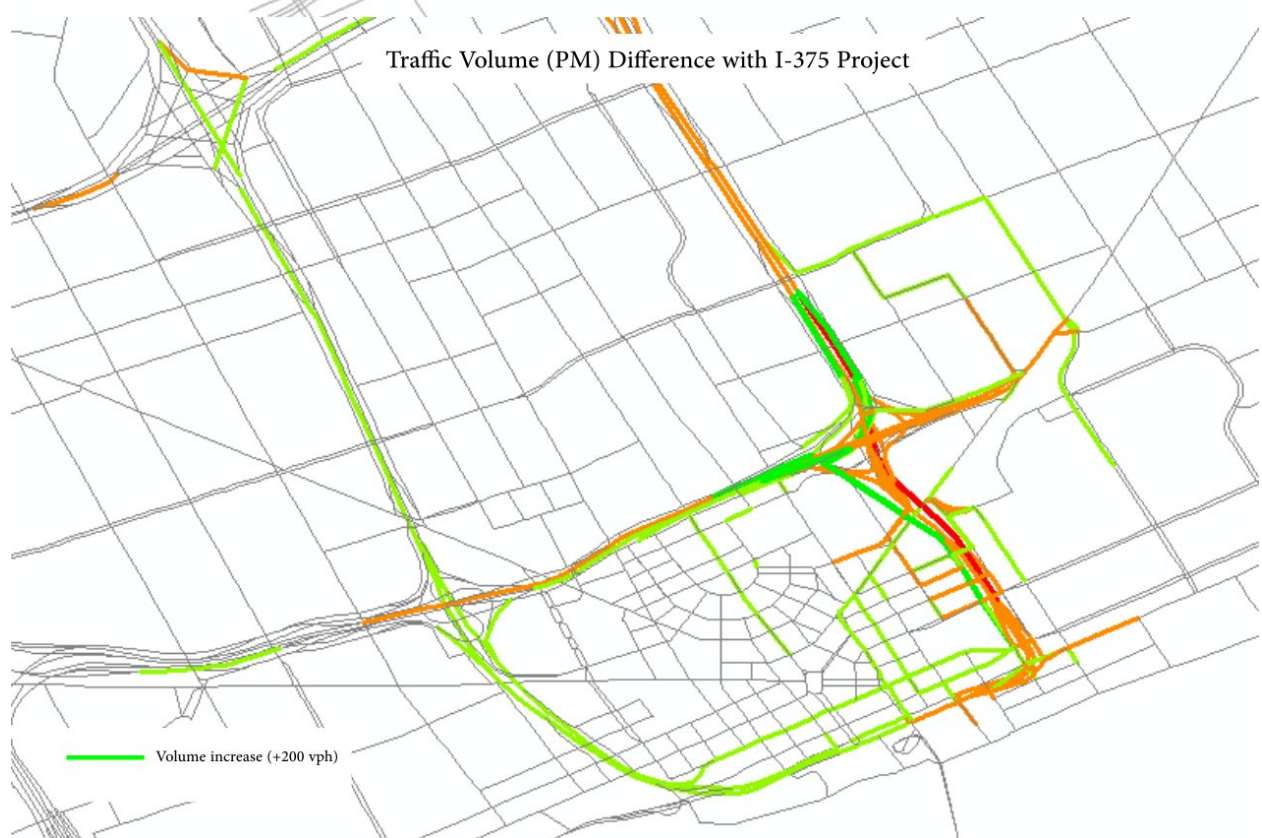 Traffic Volume (PM) Difference with I-375 Project
Volume increase (+200 vph)